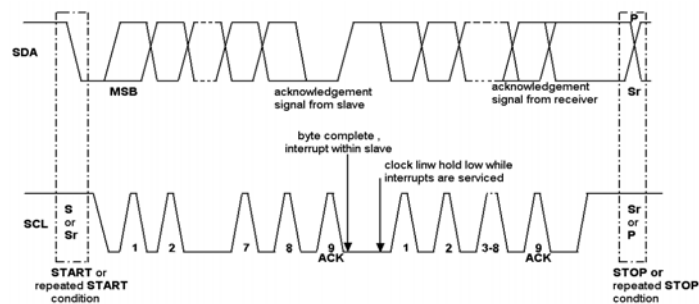 P
SDA
MSB
acknowledgement
signal from slave
acknowledgement
signal from receiver
Sr
byte complete ,
interrupt within slave
clock linw hold low while
interrupts are serviced
SCL
S
or
Sr
1
2
7
8
9
ACK
1
2
3-8
9
ACK
Sr
or
P
START or
repeated START
condition
STOP or
repeated STOP
condtion